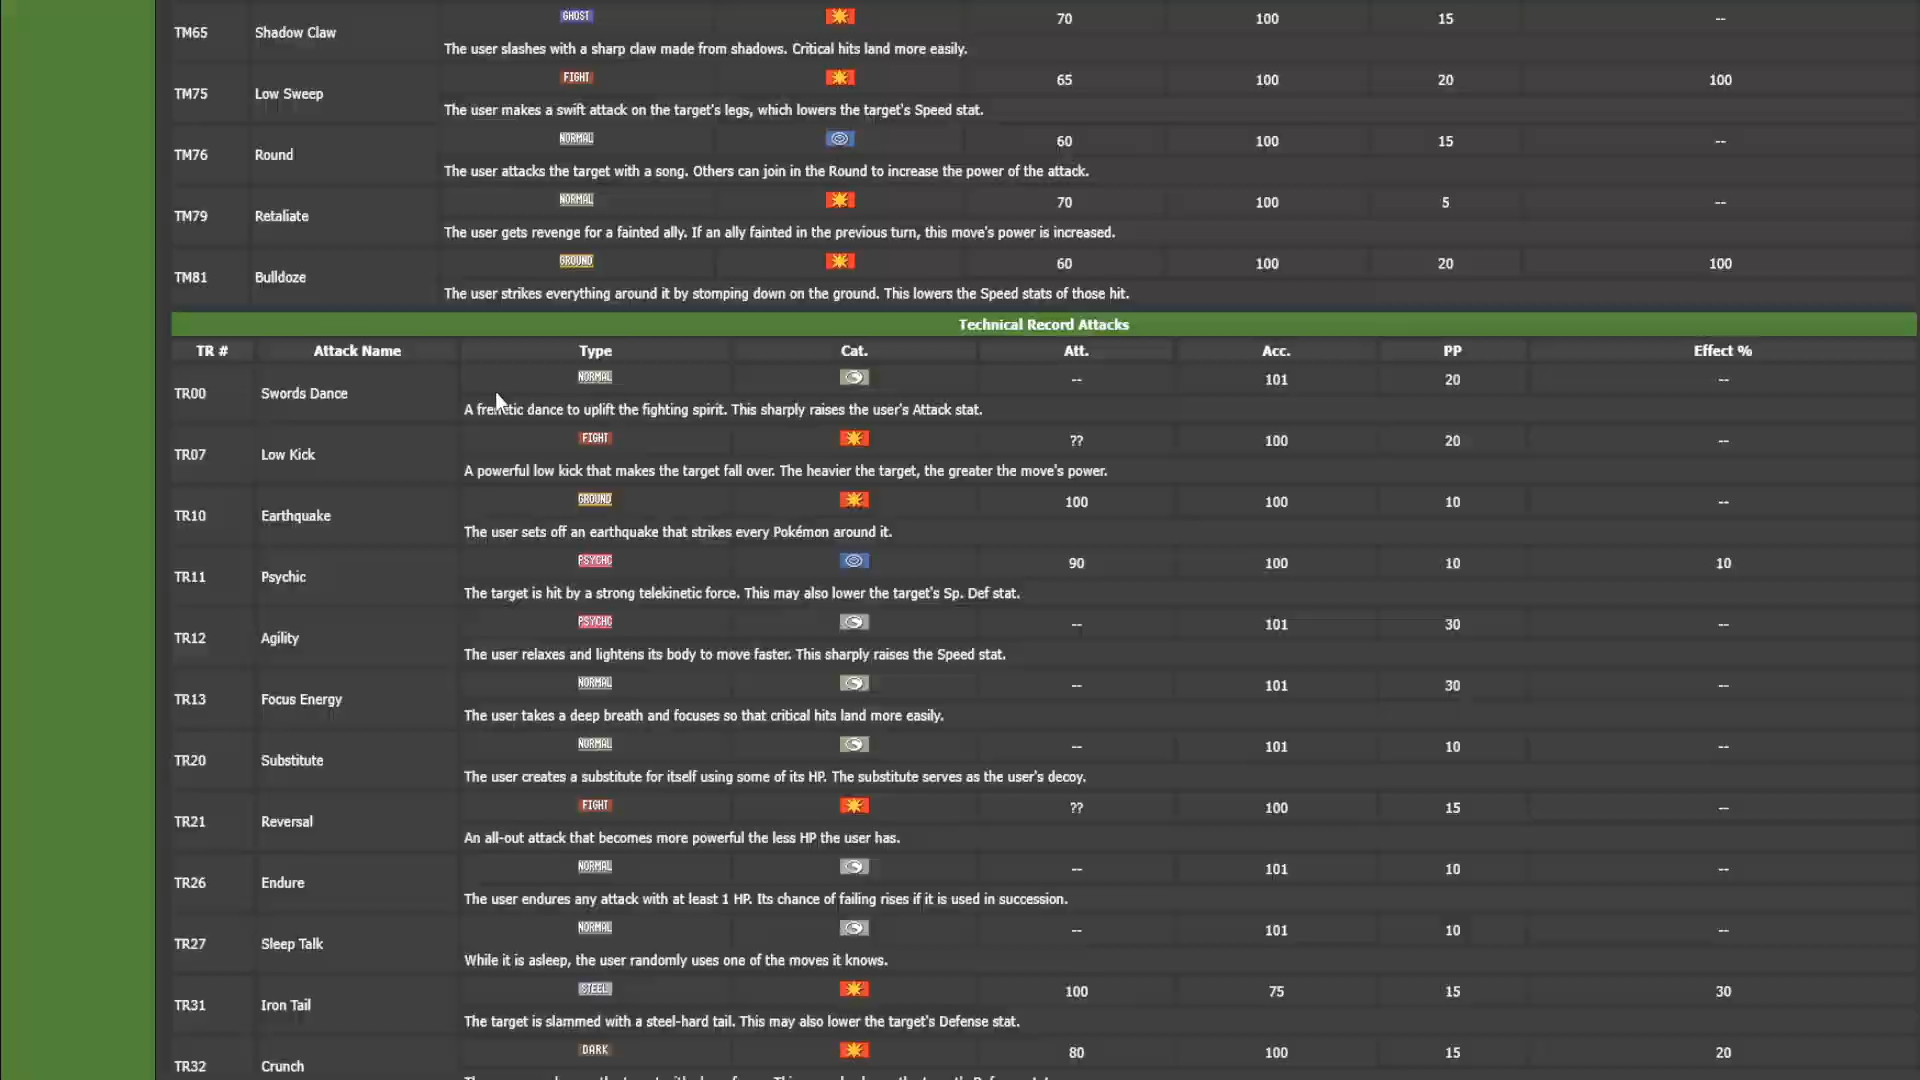 TM65 Shadow Claw GHOST 70 100 15 --
The user slashes with a sharp claw made from shadows. Critical hits land more easily.
TM75 Low Sweep FIGHT 65 100 20 100
The user makes a swift attack on the target's legs, which lowers the target's Speed stat.
TM76 Round NORMAL 60 100 15 --
The user attacks the target with a song. Others can join in the Round to increase the power of the attack.
TM79 Retaliate NORMAL 70 100 5 --
The user gets revenge for a fainted ally. If an ally fainted in the previous turn, this move's power is increased.
TM81 Bulldoze GROUND 60 100 20 100
The user strikes everything around it by stomping down on the ground. This lowers the Speed stats of those hit.
Technical Record Attacks
TR # Attack Name Type Cat. Att. Acc. PP Effect %
TR00 Swords Dance NORMAL -- 101 20 --
A frenetic dance to uplift the fighting spirit. This sharply raises the user's Attack stat.
TR07 Low Kick FIGHT ?? 100 20 --
A powerful low kick that makes the target fall over. The heavier the target, the greater the move's power.
TR10 Earthquake GROUND 100 100 10 --
The user sets off an earthquake that strikes every Pokémon around it.
TR11 Psychic PSYCHC 90 100 10 10
The target is hit by a strong telekinetic force. This may also lower the target's Sp. Def stat.
TR12 Agility PSYCHC -- 101 30 --
The user relaxes and lightens its body to move faster. This sharply raises the Speed stat.
TR13 Focus Energy NORMAL -- 101 30 --
The user takes a deep breath and focuses so that critical hits land more easily.
TR20 Substitute NORMAL -- 101 10 --
The user creates a substitute for itself using some of its HP. The substitute serves as the user's decoy.
TR21 Reversal FIGHT ?? 100 15 --
An all-out attack that becomes more powerful the less HP the user has.
TR26 Endure NORMAL -- 101 10 --
The user endures any attack with at least 1 HP. Its chance of failing rises if it is used in succession.
TR27 Sleep Talk NORMAL -- 101 10 --
While it is asleep, the user randomly uses one of the moves it knows.
TR31 Iron Tail STEEL 100 75 15 30
The target is slammed with a steel-hard tail. This may also lower the target's Defense stat.
TR32 Crunch DARK 80 100 15 20